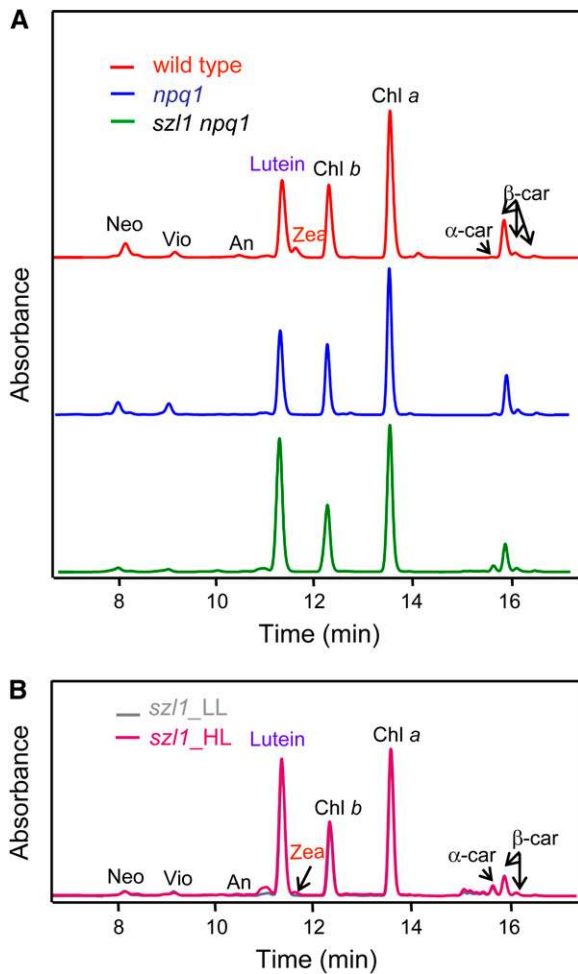 A
wild type
npq1
szl1 npq1
Chl a
Lutein
Chl b
β-car
Neo
Vio
An
Zea
α-car
Absorbance
8 10 12 14 16
Time (min)
B
szl1_LL
szl1_HL
Lutein
Chl a
Chl b
Zea
β-car
α-car
Neo
Vio
An
Absorbance
8 10 12 14 16
Time (min)